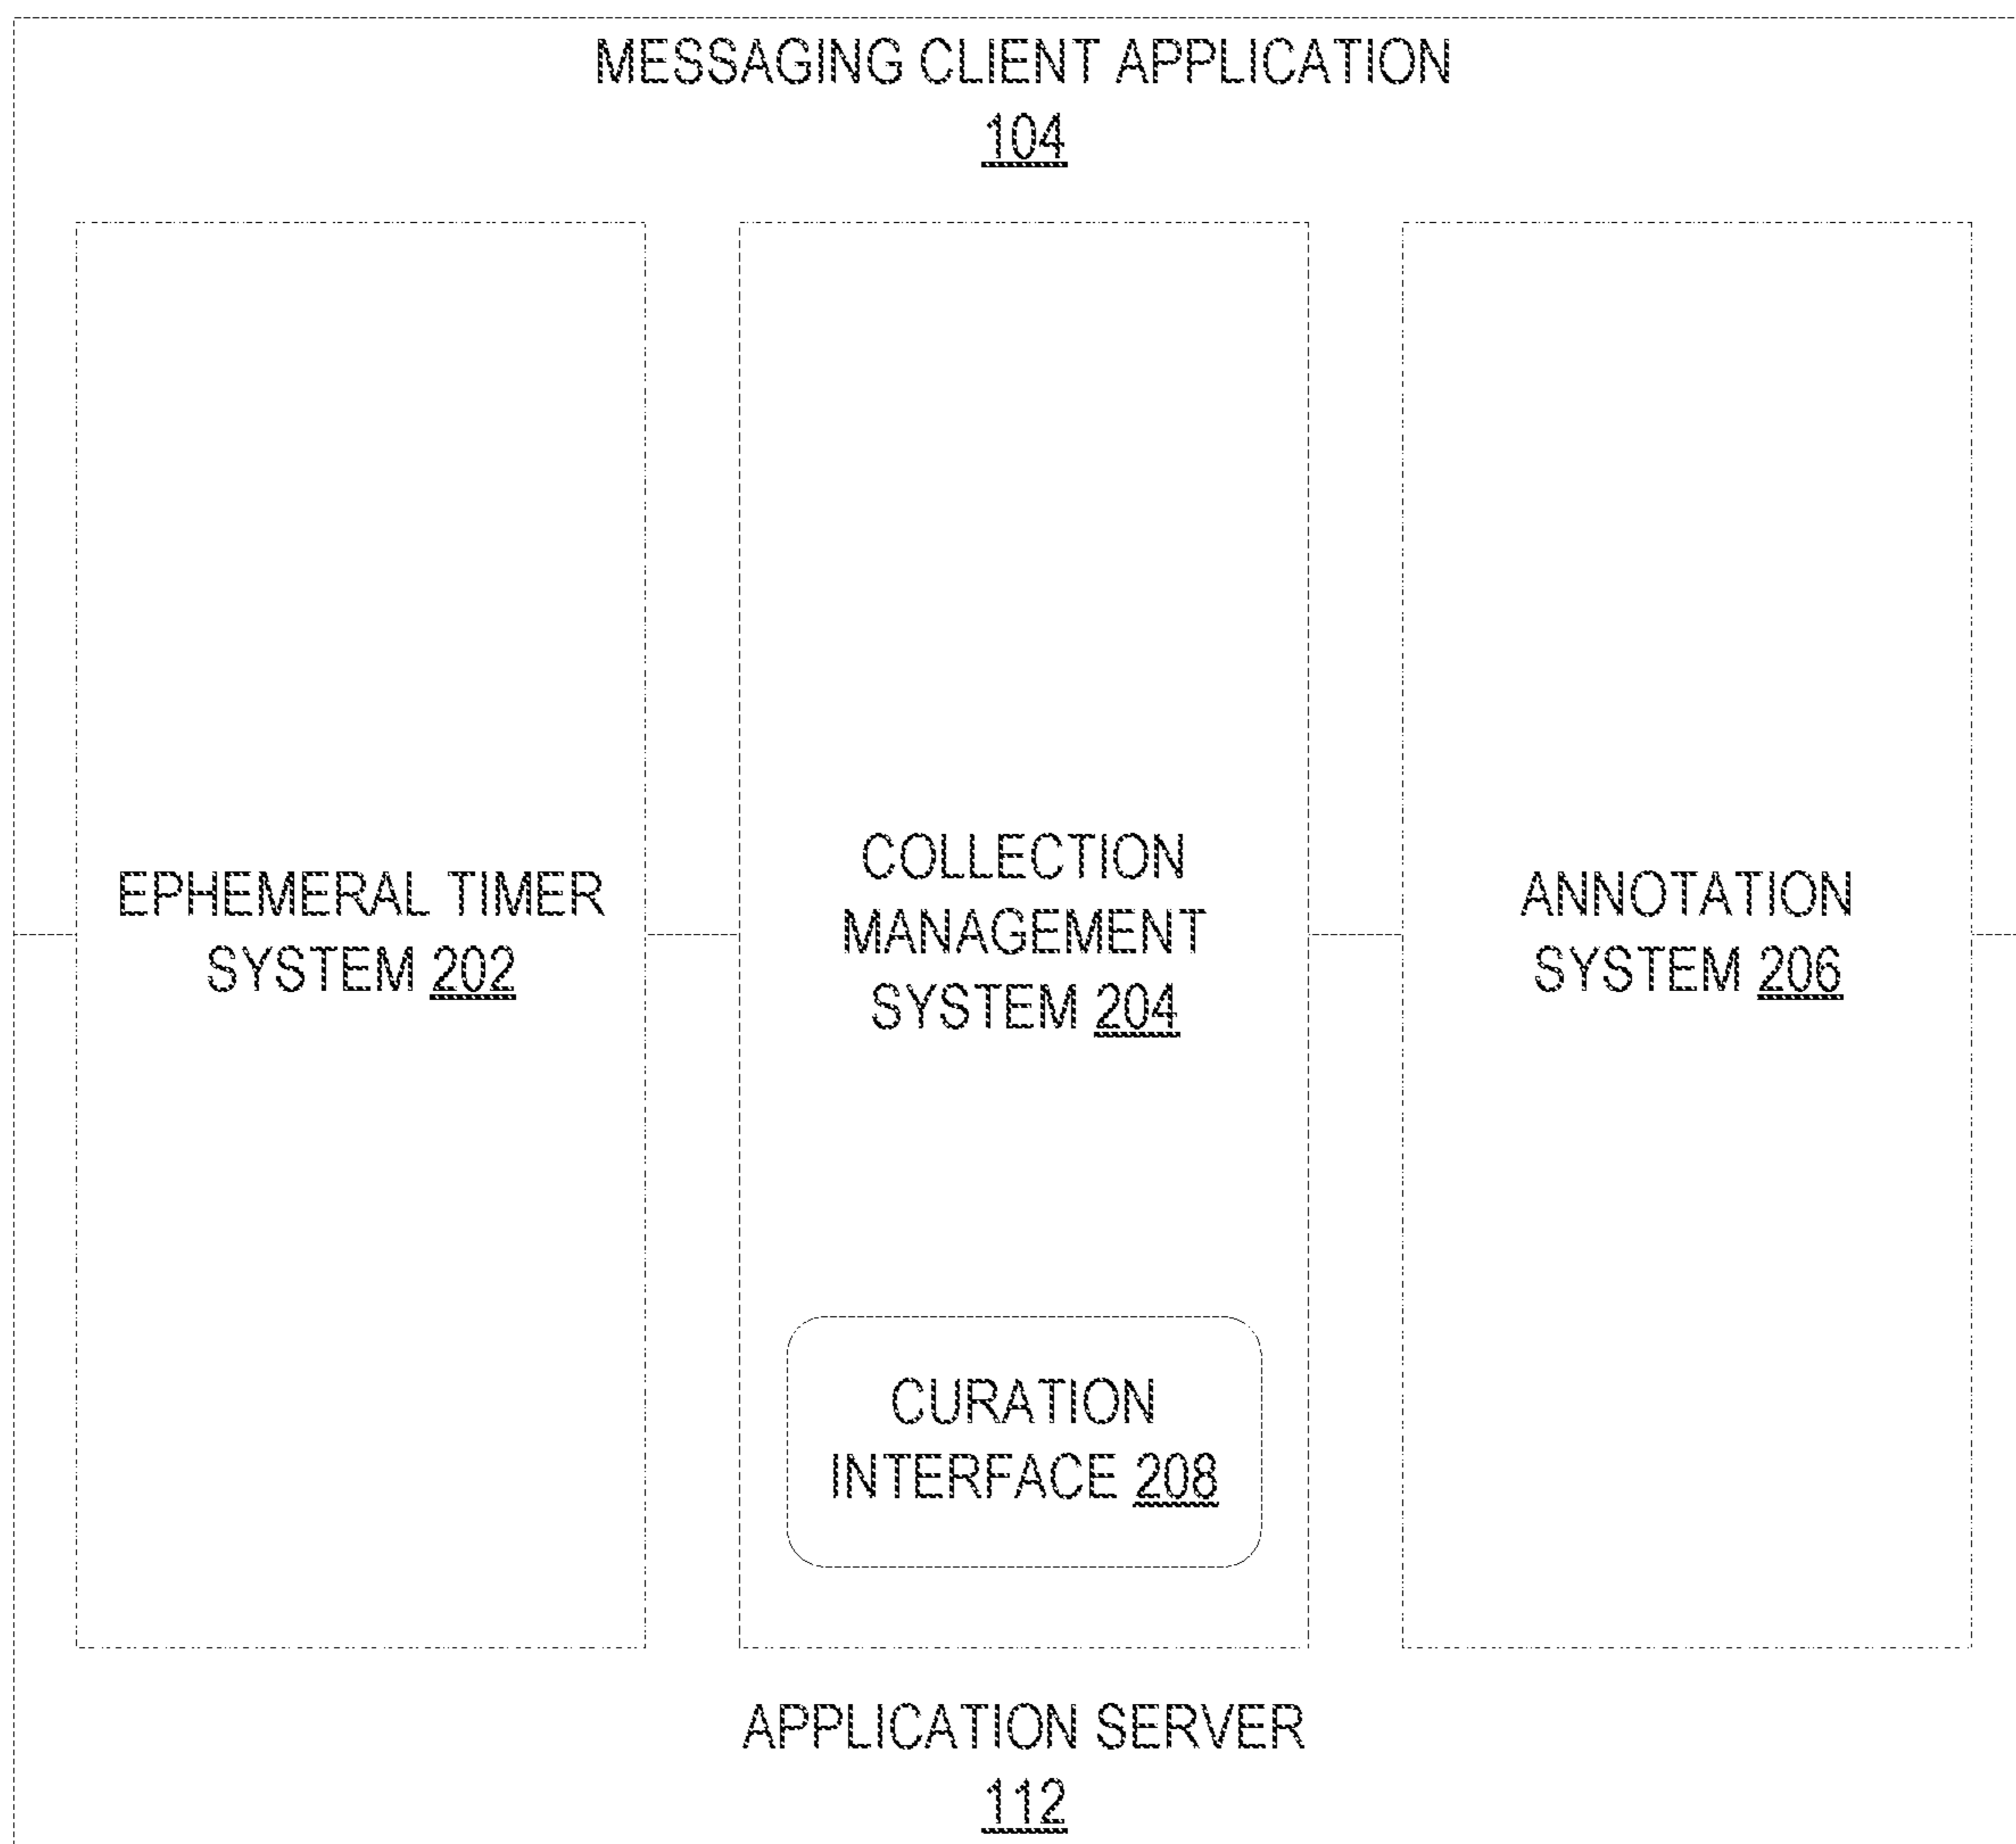 MESSAGING CLIENT APPLICATION
104
EPHEMERAL TIMER
SYSTEM 202
COLLECTION
MANAGEMENT
SYSTEM 204
ANNOTATION
SYSTEM 206
CURATION
INTERFACE 208
APPLICATION SERVER
112